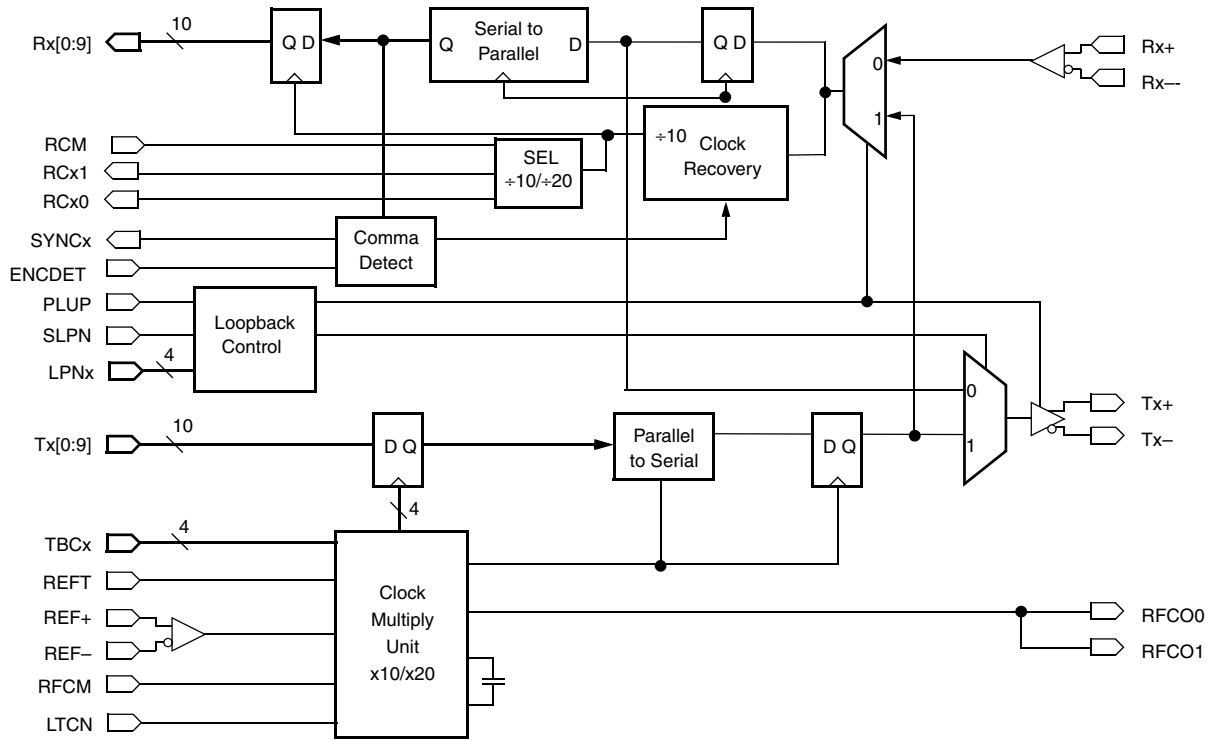 Rx[0:9]
10
Q D
Q
Serial to
Parallel
D
Q D
0
1
Rx+
Rx–-
RCM
RCx1
RCx0
SEL
÷10/÷20
÷10
Clock
Recovery
SYNCx
ENCDET
Comma
Detect
PLUP
SLPN
LPNx
4
Loopback
Control
0
1
Tx+
Tx–
Tx[0:9]
10
D Q
Parallel
to Serial
D Q
4
TBCx
4
REFT
REF+
REF–
RFCM
LTCN
Clock
Multiply
Unit
x10/x20
RFCO0
RFCO1